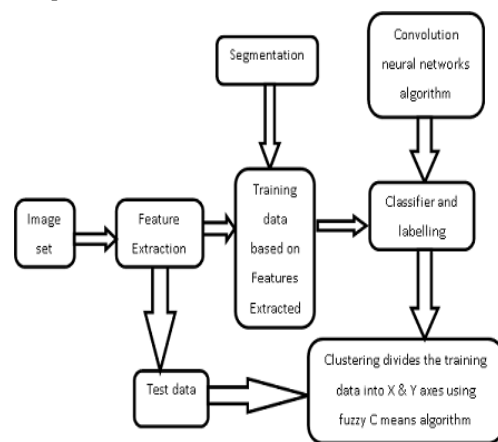 Segmentation
Convolution
neural networks
algorithm
Image
set
Feature
Extraction
Training
data
based on
Features
Extracted
Classifier and
labelling
Test data
Clustering divides the training
data into X & Y axes using
fuzzy C means algorithm